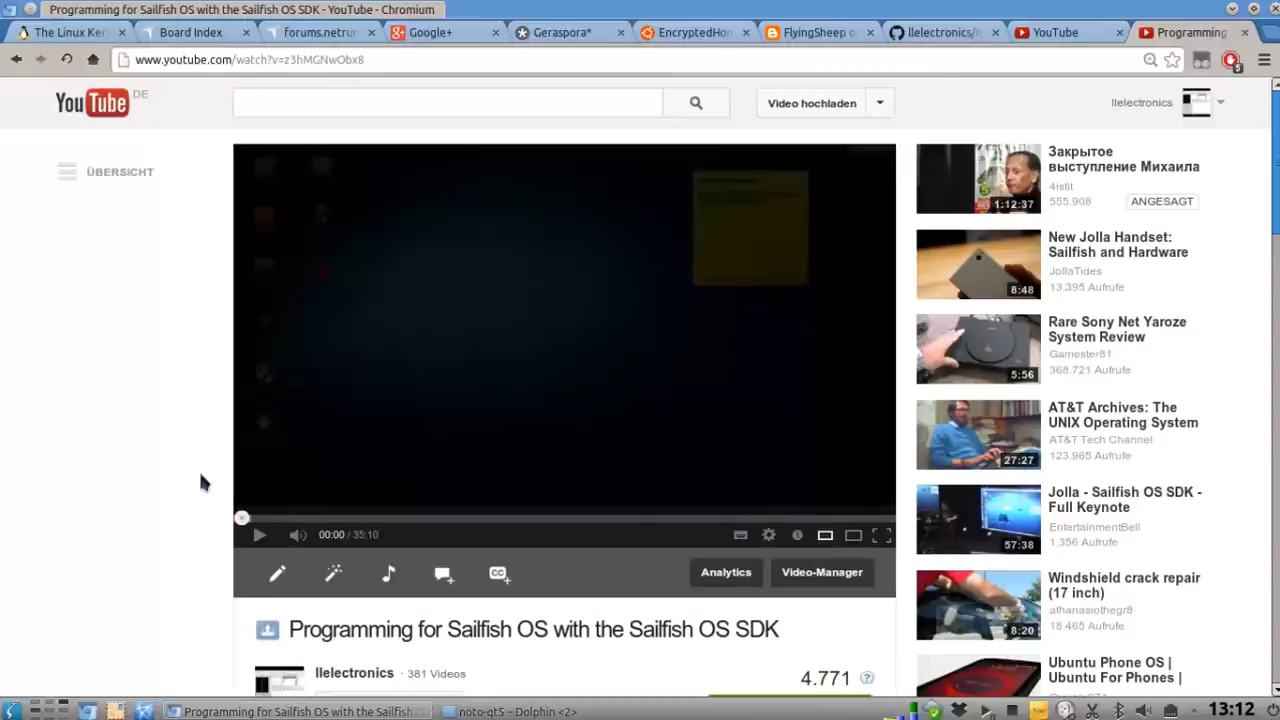 Programming for Sailfish OS with the Sailfish OS SDK - YouTube - Chromium
The Linux Ker
Board Index
forums.netrun
Google+
Geraspora*
EncryptedHon
FlyingSheep o
llelectronics/n
YouTube
Programming
www.youtube.com/watch?v=z3hMGNwObx8
5
YouTube DE
Video hochladen
llelectronics
ÜBERSICHT
Закрытое
выступление Михаила
4istit
555.908
ANGESAGT
1:12:37
New Jolla Handset:
Sailfish and Hardware
JollaTides
13.395 Aufrufe
8:48
Rare Sony Net Yaroze
System Review
Gamester81
368.721 Aufrufe
5:56
AT&T Archives: The
UNIX Operating System
AT&T Tech Channel
123.965 Aufrufe
27:27
Jolla - Sailfish OS SDK -
Full Keynote
EntertainmentBell
1.356 Aufrufe
57:38
Windshield crack repair
(17 inch)
athanasiothegr8
18.465 Aufrufe
8:20
Ubuntu Phone OS |
Ubuntu For Phones |
00:00 / 35:10
CC
Analytics
Video-Manager
Programming for Sailfish OS with the Sailfish OS SDK
llelectronics · 381 Videos
4.771
Programming for Sailfish OS with the Sailfish
noto-qt5 – Dolphin <2>
13:12